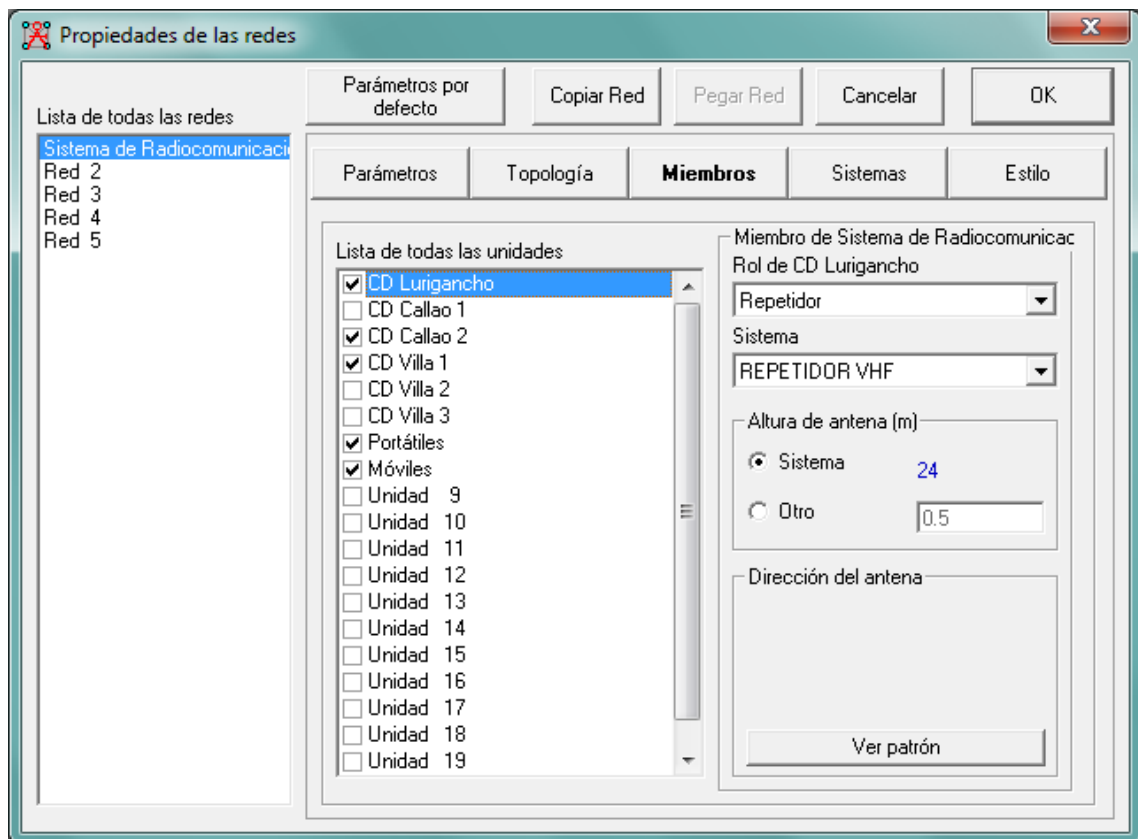 Propiedades de las redes
Parámetros por defecto
Copiar Red
Pegar Red
Cancelar
OK
Lista de todas las redes
Sistema de Radiocomunicaci
Red 2
Red 3
Red 4
Red 5
Parámetros
Topología
Miembros
Sistemas
Estilo
Lista de todas las unidades
CD Lurigancho
CD Callao 1
CD Callao 2
CD Villa 1
CD Villa 2
CD Villa 3
Portátiles
Móviles
Unidad 9
Unidad 10
Unidad 11
Unidad 12
Unidad 13
Unidad 14
Unidad 15
Unidad 16
Unidad 17
Unidad 18
Unidad 19
Miembro de Sistema de Radiocomunicac
Rol de CD Lurigancho
Repetidor
Sistema
REPETIDOR VHF
Altura de antena (m)
Sistema 24
Otro 0.5
Dirección del antena
Ver patrón